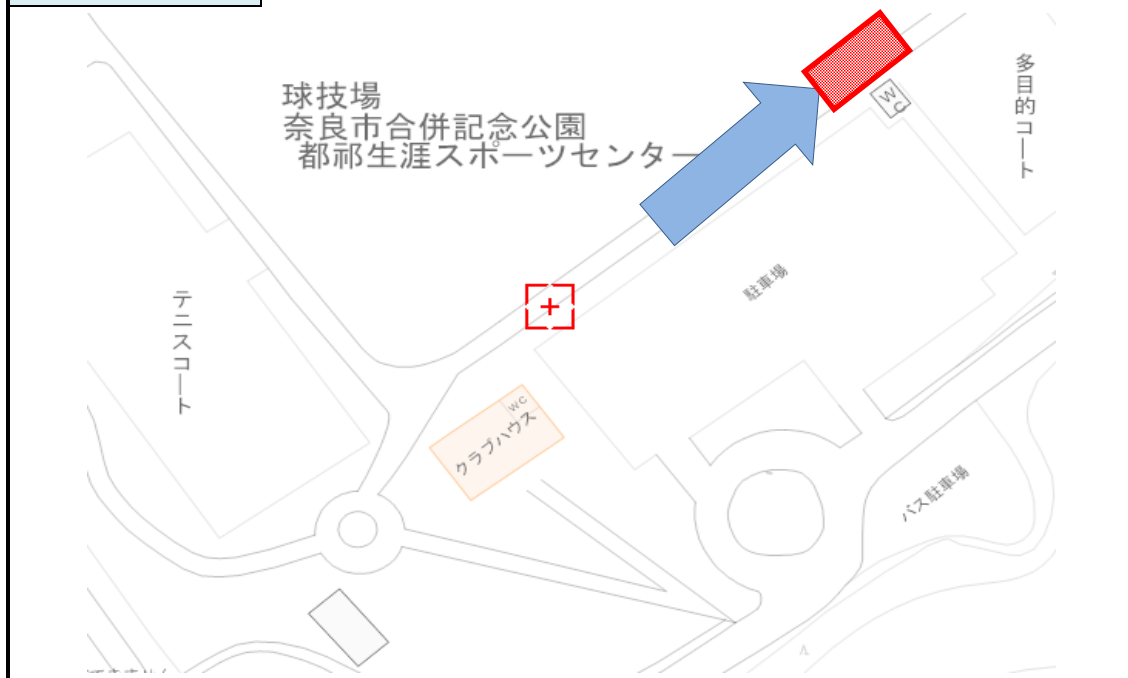 球技場
奈良市合併記念公園
都祁生涯スポーツセンター
多目的コート
WC
駐車場
テニスコート
WC
クラブハウス
バス駐車場